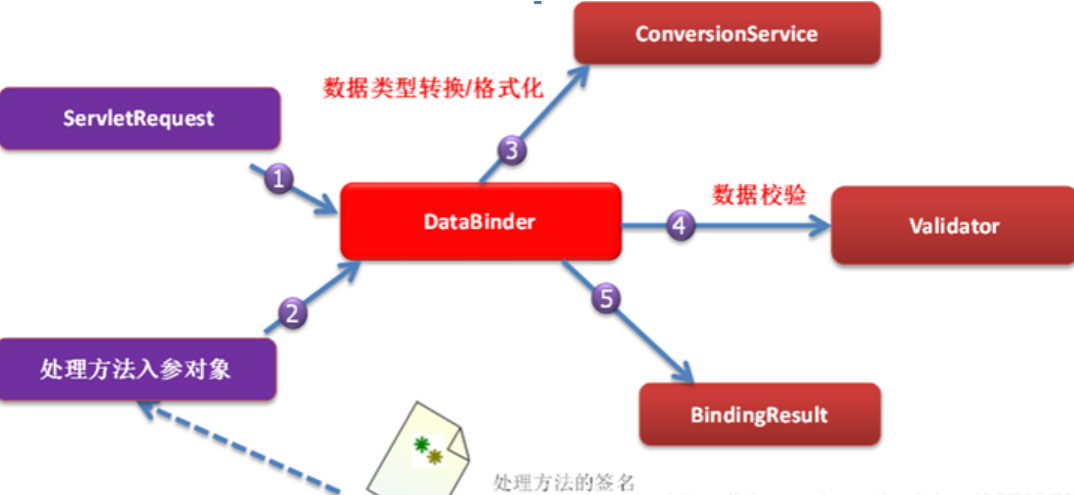 ConversionService
数据类型转换/格式化
ServletRequest
3
1
数据校验
DataBinder
4
Validator
2
5
处理方法入参对象
BindingResult
处理方法的签名